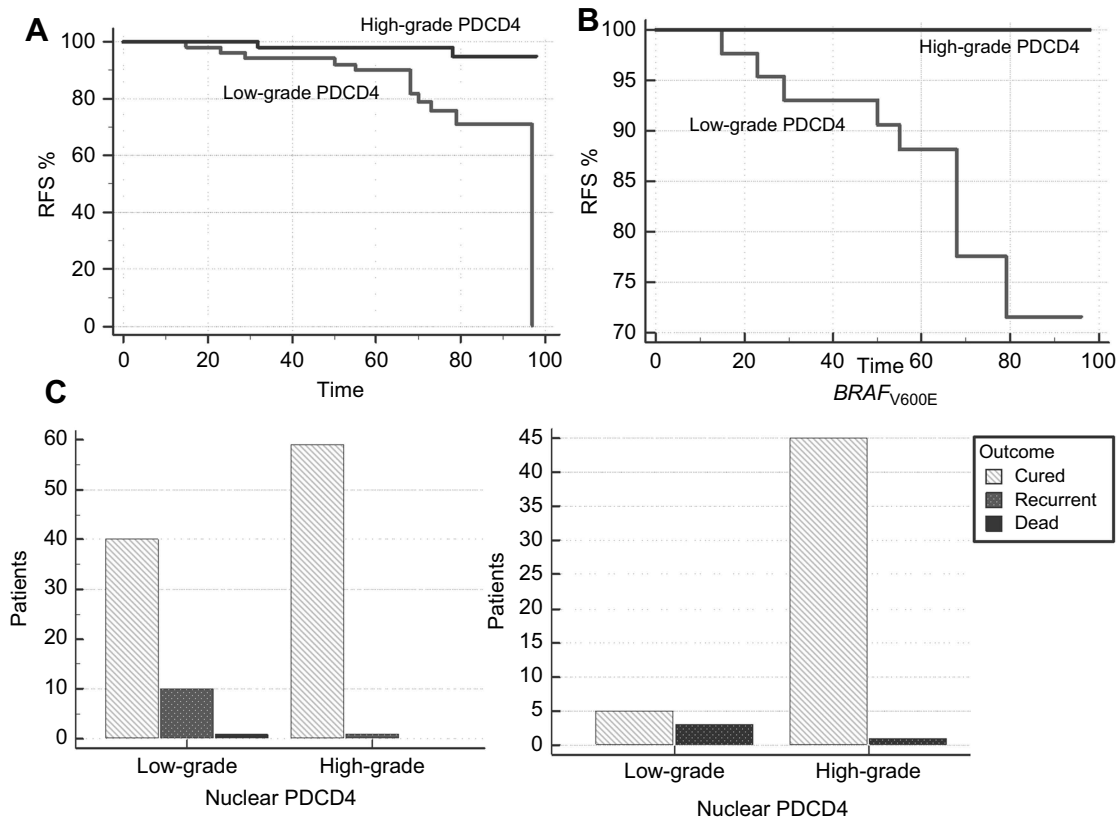 A
High-grade PDCD4
Low-grade PDCD4
100
80
60
40
20
0
RFS %
0 20 40 60 80 100
Time
B
High-grade PDCD4
Low-grade PDCD4
100
95
90
85
80
75
70
RFS %
0 20 40 60 80 100
Time
BRAFV600E
C
60
50
40
30
20
10
0
Patients
Low-grade High-grade
Nuclear PDCD4
45
40
35
30
25
20
15
10
5
0
Patients
Low-grade High-grade
Nuclear PDCD4
Outcome
Cured
Recurrent
Dead